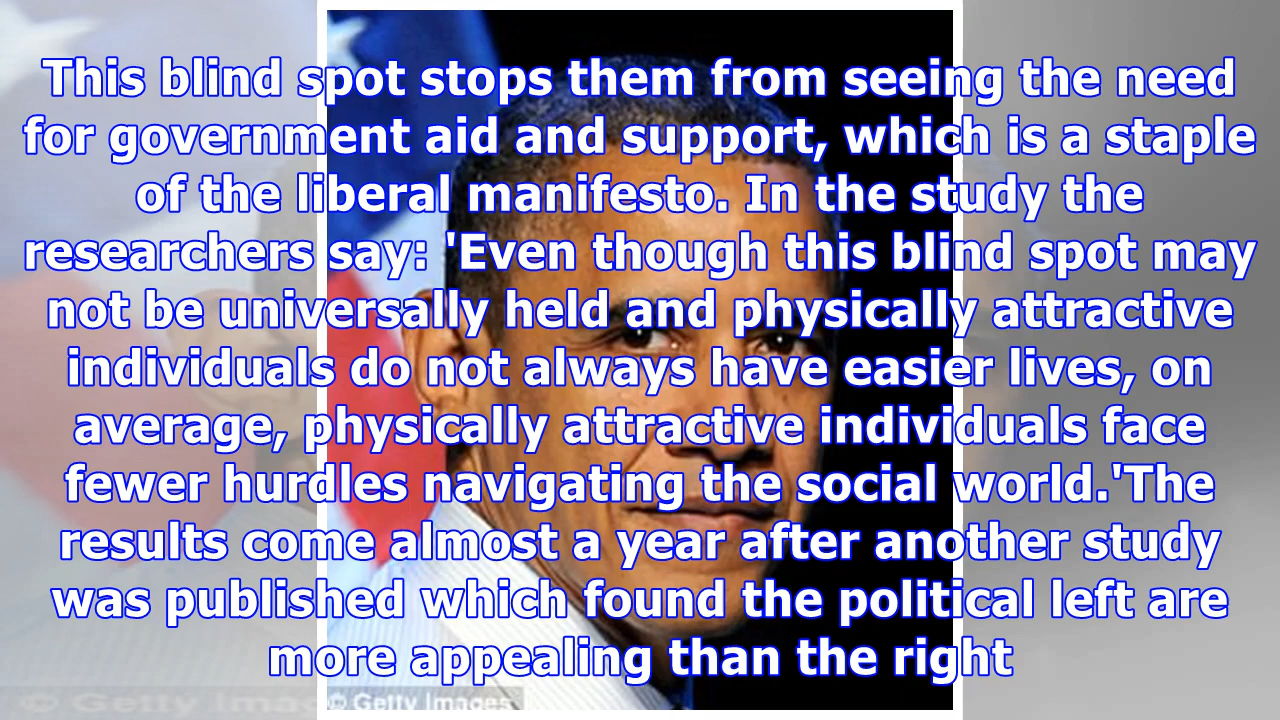 This blind spot stops them from seeing the need
for government aid and support, which is a staple
of the liberal manifesto. In the study the
researchers say: 'Even though this blind spot may
not be universally held and physically attractive
individuals do not always have easier lives, on
average, physically attractive individuals face
fewer hurdles navigating the social world.'The
results come almost a year after another study
was published which found the political left are
more appealing than the right
© Getty Imag
© Getty Images